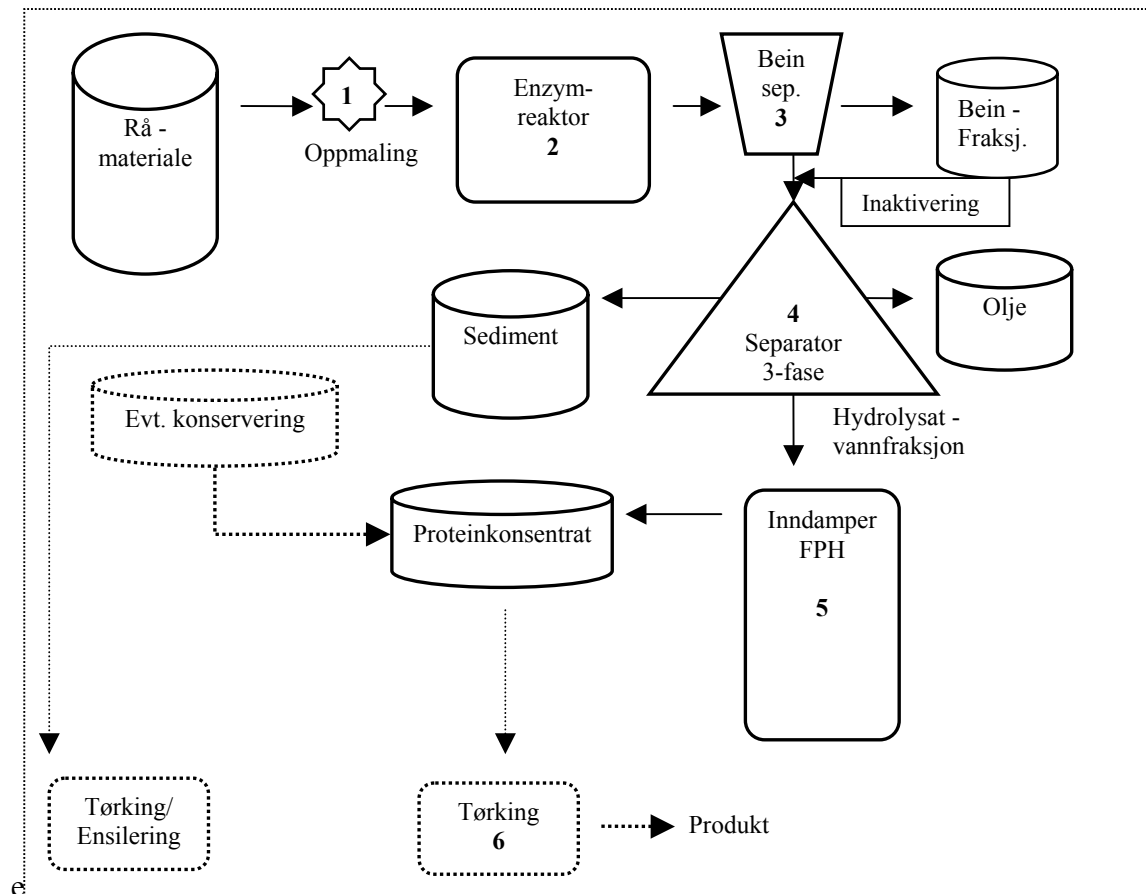 Rå -
materiale
1
Oppmaling
Enzym-
reaktor
2
Bein
sep.
3
Bein -
Fraksj.
Inaktivering
4
Separator
3-fase
Olje
Sediment
Hydrolysat -
vannfraksjon
Evt. konservering
Proteinkonsentrat
Inndamper
FPH
5
Tørking/
Ensilering
Tørking
6
Produkt
e